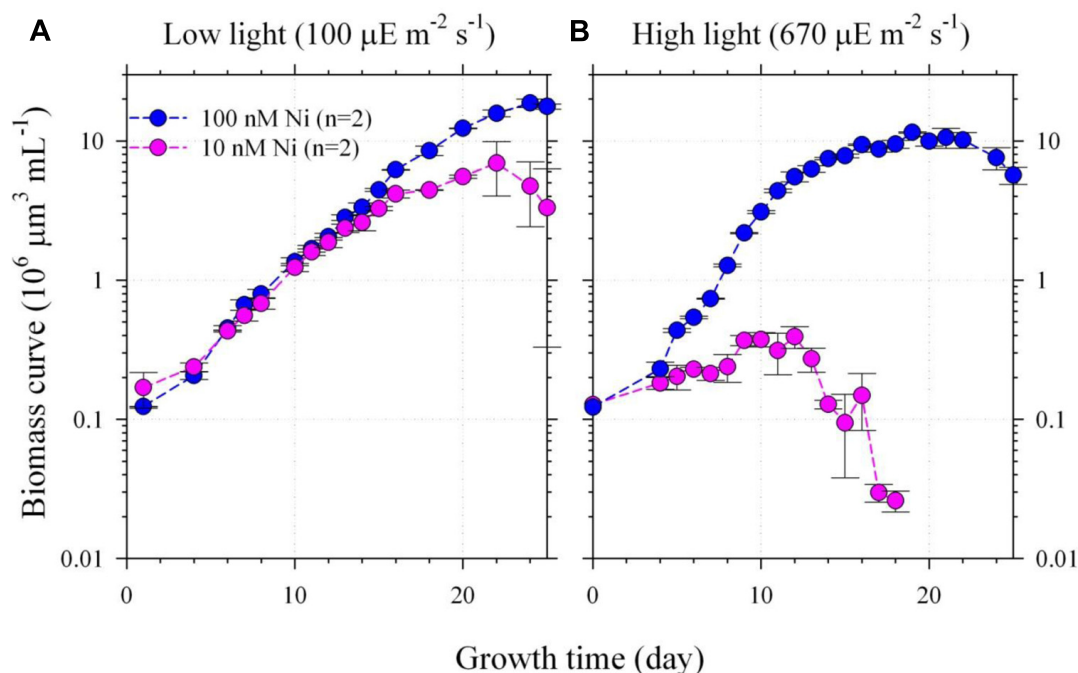 A Low light (100 μE m⁻² s⁻¹)
B High light (670 μE m⁻² s⁻¹)
100 nM Ni (n=2)
10 nM Ni (n=2)
Biomass curve (10⁶ μm³ mL⁻¹)
10
1
0.1
0.01
10
1
0.1
0.01
0 10 20
0 10 20
Growth time (day)